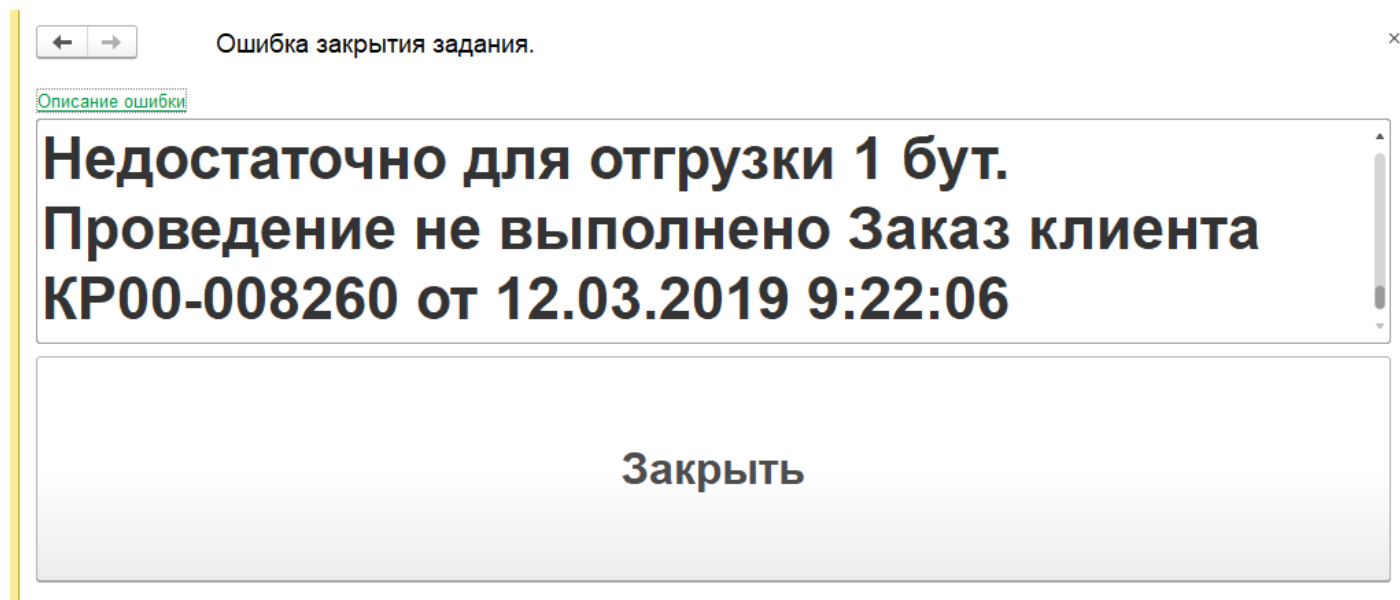 Ошибка закрытия задания.
Описание ошибки
Недостаточно для отгрузки 1 бут.
Проведение не выполнено Заказ клиента
КР00-008260 от 12.03.2019 9:22:06
Закрыть